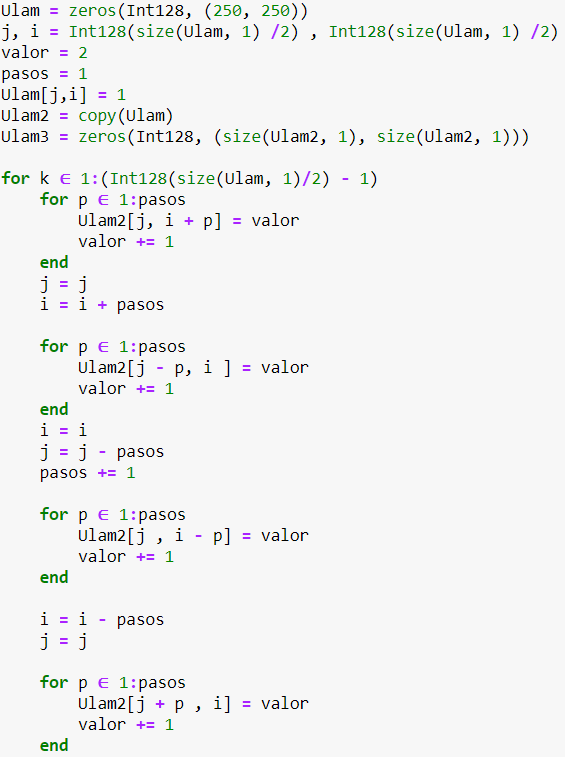 Ulam = zeros(Int128, (250, 250))
j, i = Int128(size(Ulam, 1) /2) , Int128(size(Ulam, 1) /2)
valor = 2
pasos = 1
Ulam[j,i] = 1
Ulam2 = copy(Ulam)
Ulam3 = zeros(Int128, (size(Ulam2, 1), size(Ulam2, 1)))

for k ∈ 1:(Int128(size(Ulam, 1)/2) - 1)
    for p ∈ 1:pasos
        Ulam2[j, i + p] = valor
        valor += 1
    end
    j = j
    i = i + pasos

    for p ∈ 1:pasos
        Ulam2[j - p, i ] = valor
        valor += 1
    end
    i = i
    j = j - pasos
    pasos += 1

    for p ∈ 1:pasos
        Ulam2[j , i - p] = valor
        valor += 1
    end

    i = i - pasos
    j = j

    for p ∈ 1:pasos
        Ulam2[j + p , i] = valor
        valor += 1
    end